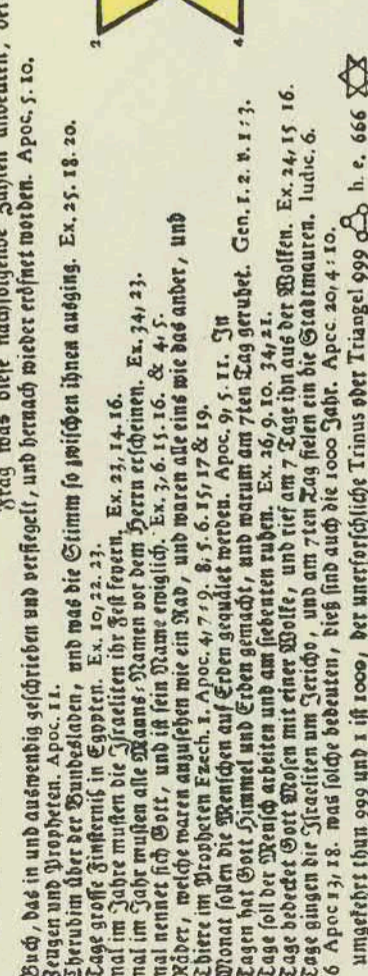 Frag was diese nachfolgende Zahlen andeuten, bei
Buch, das in und auswendig geschrieben und versiegelt, und hernach wieder eröfnet worden. Apoc. 5. 10.
Zeugen und Propheten. Apoc. 11.
Cherubim über der Bundesladen, und was die Stimm so zwischen ihnen ausging. Ex. 25. 18. 20.
Tage grosse Finsterniß in Egypten. Ex. 10, 22. 23.
mal im Jahre musten die Israeliten ihr Fest feyern. Ex. 23, 14. 16.
mal im Jahr musten alle Maans-Namen vor dem Herrn erscheinen. Ex. 34, 23.
mal nennet sich Gott, und ist sein Name ewiglich. Ex. 3, 6. 15. 16. & 4, 5.
Räder, welche waren anzusehen wie ein Rad, und waren alle eins wie das ander, und
Thiere im Propheten Ezech. 1. Apoc. 4, 7 : 9. 8; 5. 6. 15, 17 & 19.
Monat sollen die Menschen auf Erden gequälet werden. Apoc. 9, 5. 11. In
Tagen hat Gott Himmel und Erden gemacht, und warum am 7ten Tag geruhet. Gen. 1. 2. v. 1 : 3.
Tage soll der Mensch arbeiten und am siebenten ruhen. Ex. 26, 9. 10. 34, 21.
Tage bedecket Gott Mosen mit einer Wolke, und rief am 7 Tage ihn aus der Wolken. Ex. 24, 15 16.
Tage gingen die Israeliten um Jericho, und am 7ten Tag fielen ein die Stadtmauren. Iudic. 6.
6 Apoc 13, 18. was solche bedeuten, dieß sind auch die 1000 Jahr. Apcc. 20, 4 : 10.
umgekehrt thun 999 und 1 ist 1000, der unerforschliche Trinus oder Triangel 999 h. e. 666
2
4